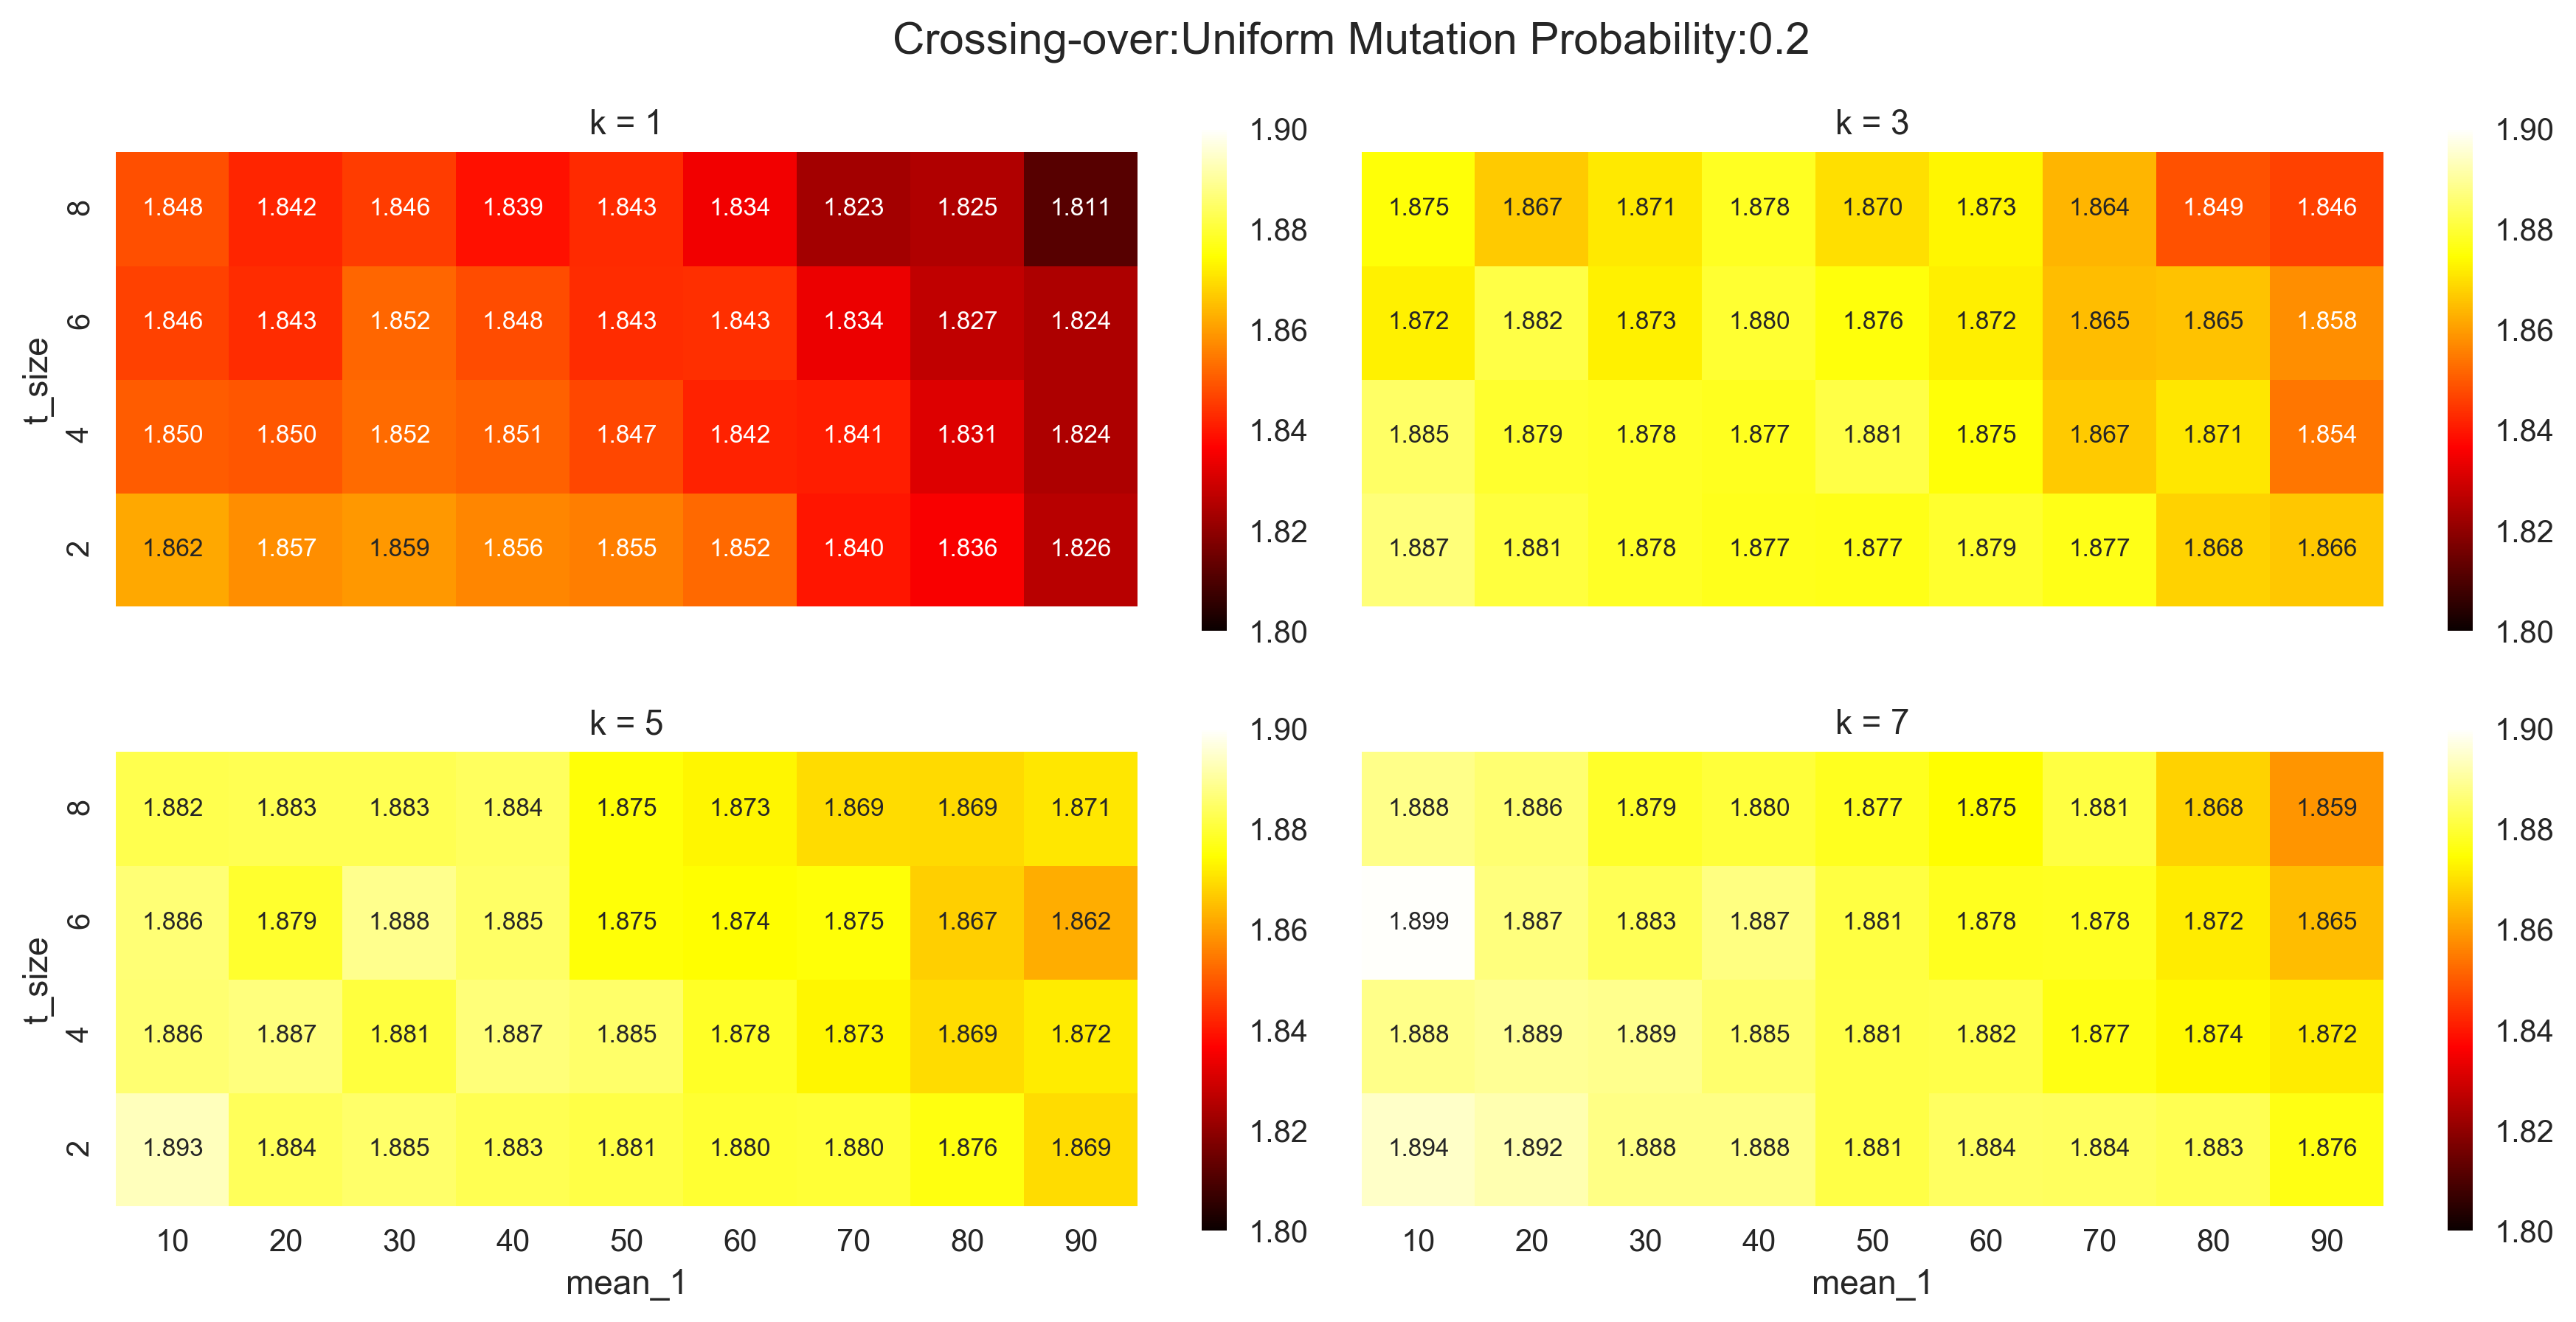 Crossing-over:Uniform Mutation Probability:0.2
k = 1
t_size
8
1.848 1.842 1.846 1.839 1.843 1.834 1.823 1.825 1.811
6
1.846 1.843 1.852 1.848 1.843 1.843 1.834 1.827 1.824
4
1.850 1.850 1.852 1.851 1.847 1.842 1.841 1.831 1.824
2
1.862 1.857 1.859 1.856 1.855 1.852 1.840 1.836 1.826
1.90
1.88
1.86
1.84
1.82
1.80
k = 3
1.875 1.867 1.871 1.878 1.870 1.873 1.864 1.849 1.846
1.872 1.882 1.873 1.880 1.876 1.872 1.865 1.865 1.858
1.885 1.879 1.878 1.877 1.881 1.875 1.867 1.871 1.854
1.887 1.881 1.878 1.877 1.877 1.879 1.877 1.868 1.866
1.90
1.88
1.86
1.84
1.82
1.80
k = 5
t_size
8
1.882 1.883 1.883 1.884 1.875 1.873 1.869 1.869 1.871
6
1.886 1.879 1.888 1.885 1.875 1.874 1.875 1.867 1.862
4
1.886 1.887 1.881 1.887 1.885 1.878 1.873 1.869 1.872
2
1.893 1.884 1.885 1.883 1.881 1.880 1.880 1.876 1.869
10 20 30 40 50 60 70 80 90
mean_1
1.90
1.88
1.86
1.84
1.82
1.80
k = 7
1.888 1.886 1.879 1.880 1.877 1.875 1.881 1.868 1.859
1.899 1.887 1.883 1.887 1.881 1.878 1.878 1.872 1.865
1.888 1.889 1.889 1.885 1.881 1.882 1.877 1.874 1.872
1.894 1.892 1.888 1.888 1.881 1.884 1.884 1.883 1.876
10 20 30 40 50 60 70 80 90
mean_1
1.90
1.88
1.86
1.84
1.82
1.80